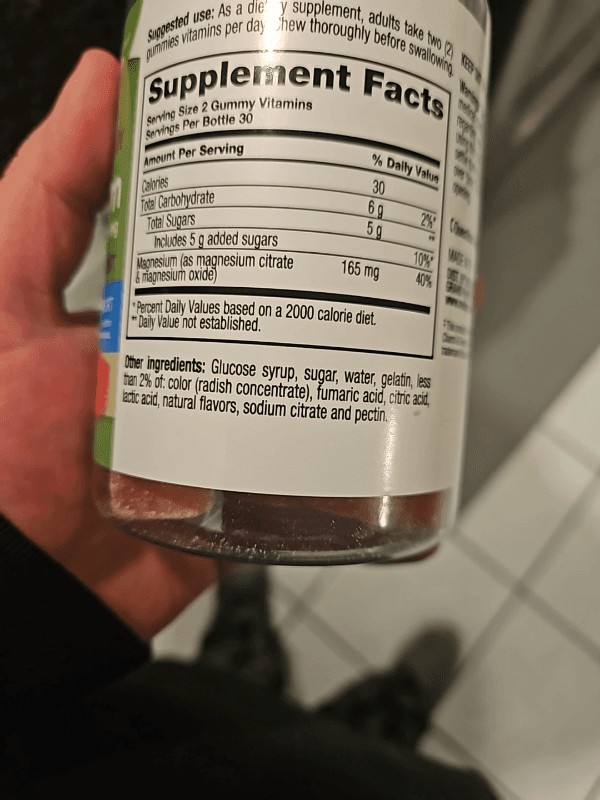 Suggested use: As a die y supplement, adults take two (2)
gummies vitamins per day hew thoroughly before swallowing.
Supplement Facts
Serving Size 2 Gummy Vitamins
Servings Per Bottle 30
Amount Per Serving % Daily Value
Calories 30
Total Carbohydrate 6 g 2%*
Total Sugars 5 g **
Includes 5 g added sugars 10%*
Magnesium (as magnesium citrate 165 mg 40%
& magnesium oxide)
*Percent Daily Values based on a 2000 calorie diet.
**Daily Value not established.
Other ingredients: Glucose syrup, sugar, water, gelatin, less
than 2% of: color (radish concentrate), fumaric acid, citric acid,
lactic acid, natural flavors, sodium citrate and pectin.